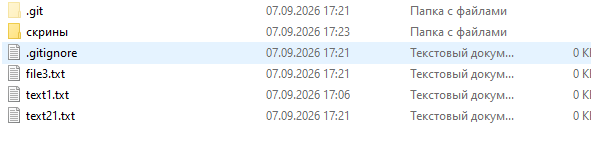 .git 07.09.2026 17:21 Папка с файлами
скрины 07.09.2026 17:23 Папка с файлами
.gitignore 07.09.2026 17:21 Текстовый докум... 0 К
file3.txt 07.09.2026 17:21 Текстовый докум... 0 К
text1.txt 07.09.2026 17:06 Текстовый докум... 0 К
text21.txt 07.09.2026 17:21 Текстовый докум... 0 К